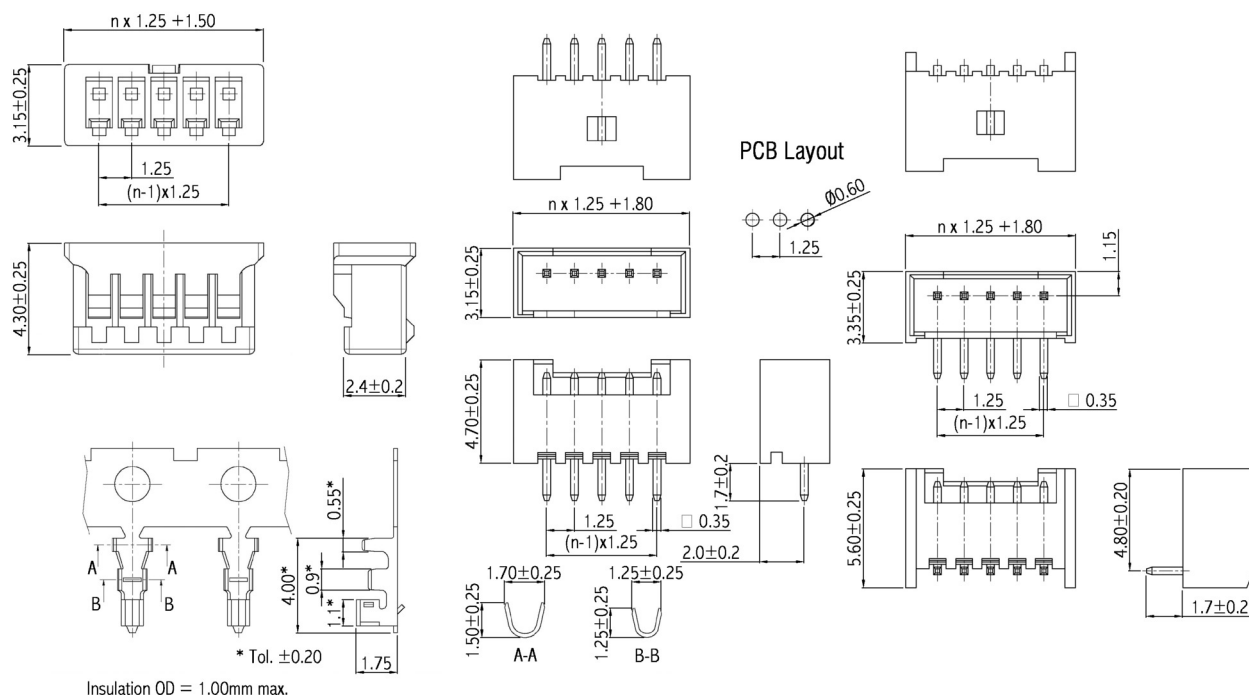 n x 1.25 +1.50
3.15±0.25
1.25
(n-1)x1.25
4.30±0.25
2.4±0.2
A A
B B
0.55*
4.00*
0.9*
1.1*
* Tol. ±0.20
1.75
Insulation OD = 1.00mm max.
n x 1.25 +1.80
3.15±0.25
4.70±0.25
1.7±0.2
1.25
□ 0.35
(n-1)x1.25
2.0±0.2
1.70±0.25
1.50±0.25
A-A
1.25±0.25
1.25±0.25
B-B
PCB Layout
Ø0.60
1.25
n x 1.25 +1.80
1.15
3.35±0.25
1.25
□ 0.35
(n-1)x1.25
5.60±0.25
4.80±0.20
1.7±0.2